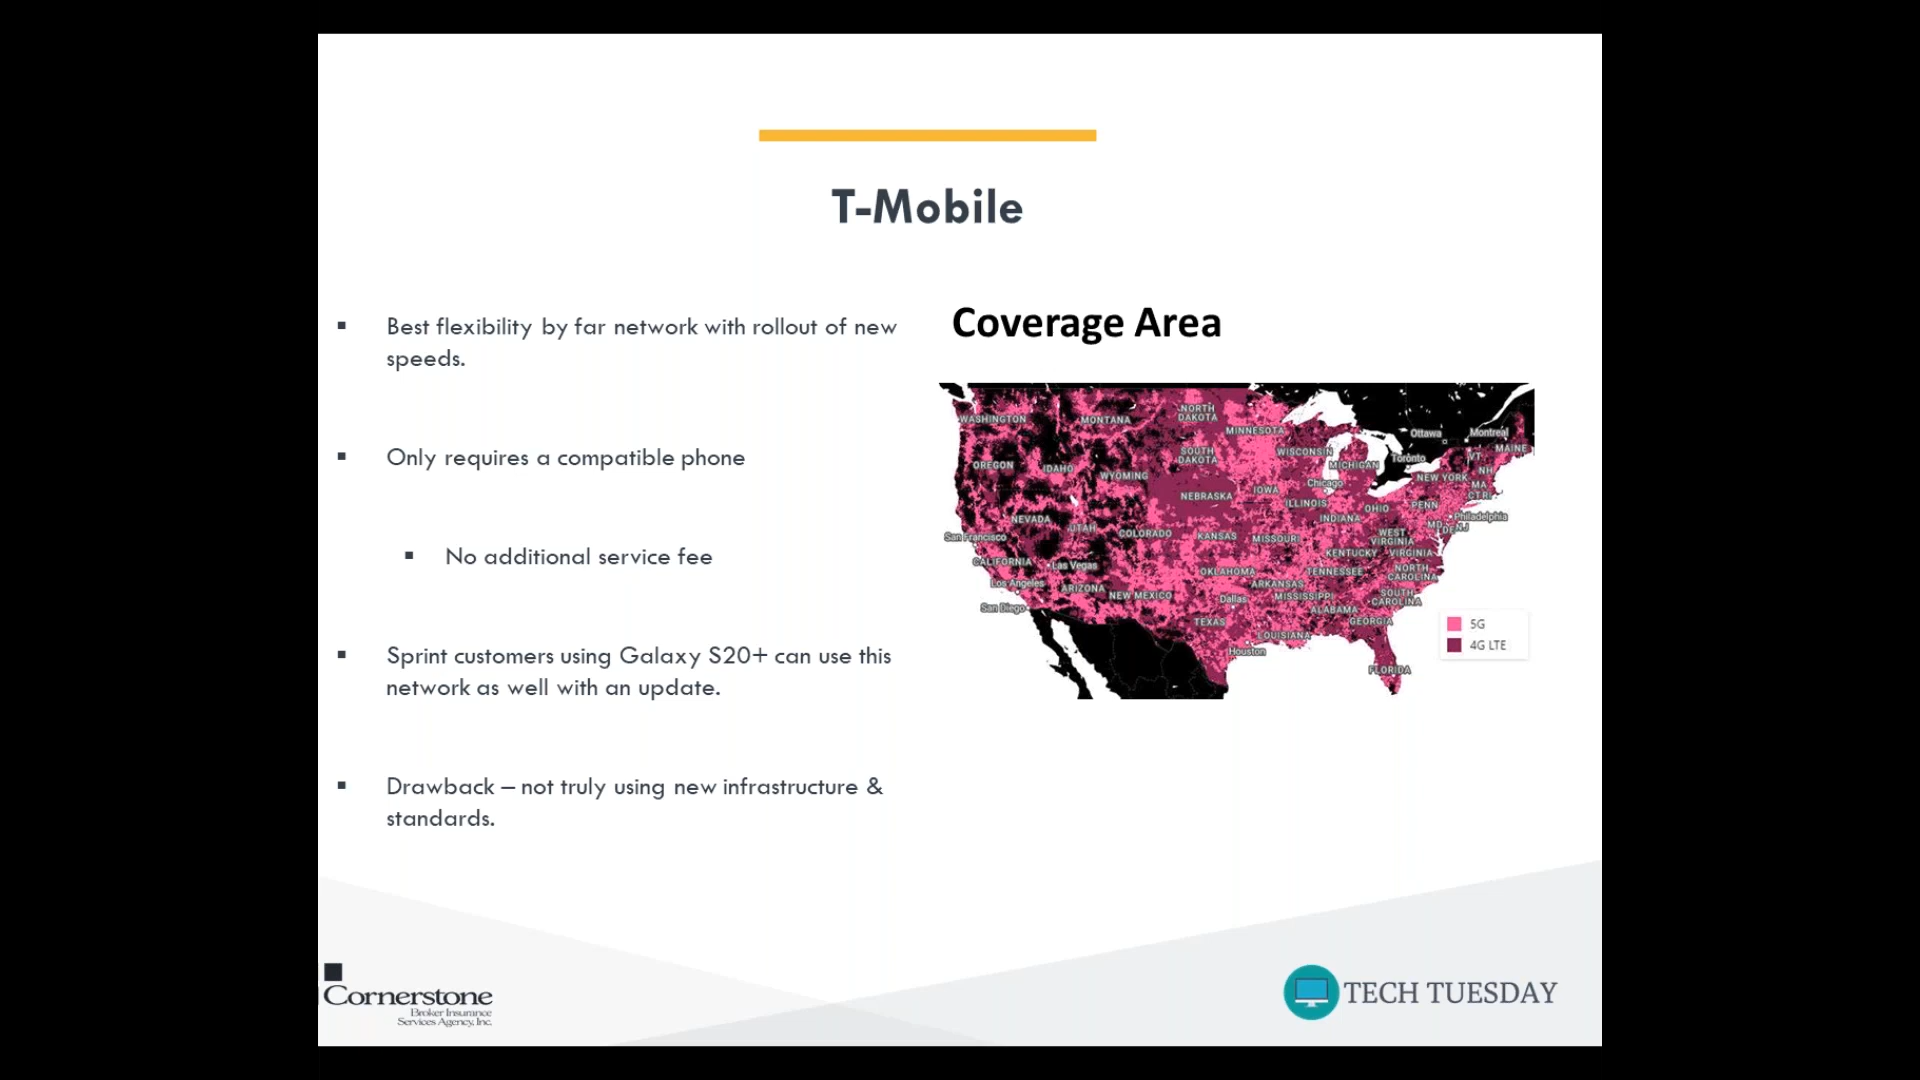 T-Mobile
Best flexibility by far network with rollout of new
speeds.
Only requires a compatible phone
No additional service fee
Sprint customers using Galaxy S20+ can use this
network as well with an update.
Drawback – not truly using new infrastructure &
standards.
Coverage Area
WASHINGTON
MONTANA
NORTH
DAKOTA
MINNESOTA
Ottawa
Montreal
MAINE
OREGON
IDAHO
WYOMING
SOUTH
DAKOTA
WISCONSIN
MICHIGAN
Toronto
VT
NH
NEW YORK
MA
CT RI
NEBRASKA
IOWA
Chicago
ILLINOIS
INDIANA
OHIO
PENN
Philadelphia
MD
DE
NJ
NEVADA
UTAH
COLORADO
KANSAS
MISSOURI
WEST
VIRGINIA
KENTUCKY
VIRGINIA
San Francisco
CALIFORNIA
Las Vegas
Los Angeles
ARIZONA
NEW MEXICO
OKLAHOMA
ARKANSAS
TENNESSEE
NORTH
CAROLINA
San Diego
Dallas
MISSISSIPPI
ALABAMA
SOUTH
CAROLINA
GEORGIA
TEXAS
LOUISIANA
Houston
FLORIDA
5G
4G LTE
Cornerstone
Broker Insurance
Services Agency, Inc.
TECH TUESDAY